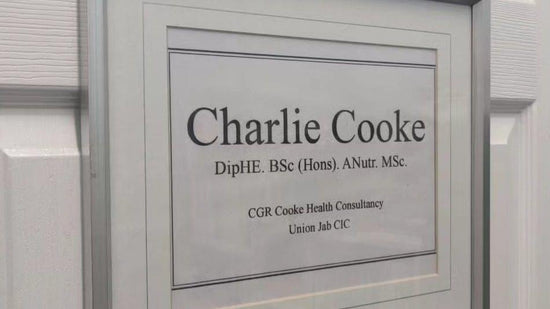 Charlie Cooke
DipHE. BSc (Hons). ANutr. MSc.
CGR Cooke Health Consultancy
Union Jab CIC